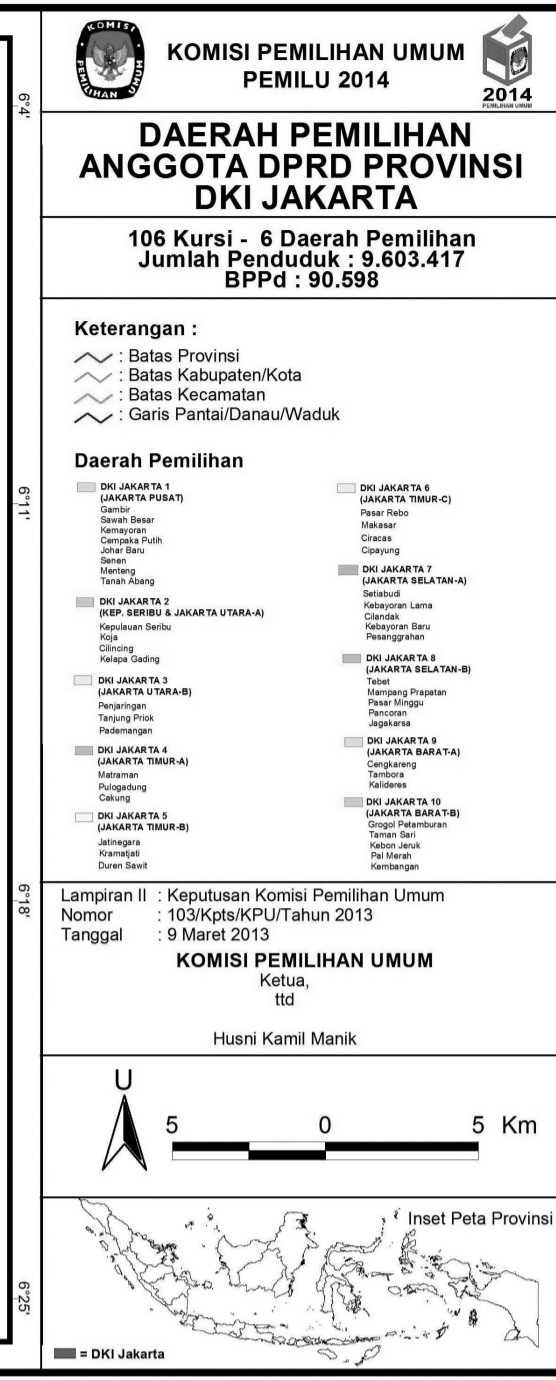 KOMISI
PEMILIHAN UMUM
KOMISI PEMILIHAN UMUM
PEMILU 2014
2014
PEMILIHAN UMUM
DAERAH PEMILIHAN
ANGGOTA DPRD PROVINSI
DKI JAKARTA
106 Kursi - 6 Daerah Pemilihan
Jumlah Penduduk : 9.603.417
BPPd : 90.598
Keterangan :
: Batas Provinsi
: Batas Kabupaten/Kota
: Batas Kecamatan
: Garis Pantai/Danau/Waduk
Daerah Pemilihan
DKI JAKARTA 1
(JAKARTA PUSAT)
Gambir
Sawah Besar
Kemayoran
Cempaka Putih
Johar Baru
Senen
Menteng
Tanah Abang
DKI JAKARTA 2
(KEP. SERIBU & JAKARTA UTARA-A)
Kepulauan Seribu
Koja
Cilincing
Kelapa Gading
DKI JAKARTA 3
(JAKARTA UTARA-B)
Penjaringan
Tanjung Priok
Pademangan
DKI JAKARTA 4
(JAKARTA TIMUR-A)
Matraman
Pulogadung
Cakung
DKI JAKARTA 5
(JAKARTA TIMUR-B)
Jatinegara
Kramatjati
Duren Sawit
DKI JAKARTA 6
(JAKARTA TIMUR-C)
Pasar Rebo
Makasar
Ciracas
Cipayung
DKI JAKARTA 7
(JAKARTA SELATAN-A)
Setiabudi
Kebayoran Lama
Cilandak
Kebayoran Baru
Pesanggrahan
DKI JAKARTA 8
(JAKARTA SELATAN-B)
Tebet
Mampang Prapatan
Pasar Minggu
Pancoran
Jagakarsa
DKI JAKARTA 9
(JAKARTA BARAT-A)
Cengkareng
Tambora
Kalideres
DKI JAKARTA 10
(JAKARTA BARAT-B)
Grogol Petamburan
Taman Sari
Kebon Jeruk
Pal Merah
Kembangan
Lampiran II : Keputusan Komisi Pemilihan Umum
Nomor : 103/Kpts/KPU/Tahun 2013
Tanggal : 9 Maret 2013
KOMISI PEMILIHAN UMUM
Ketua,
ttd
Husni Kamil Manik
U
5 0 5 Km
Inset Peta Provinsi
= DKI Jakarta
6°4'
6°11'
6°18'
6°25'